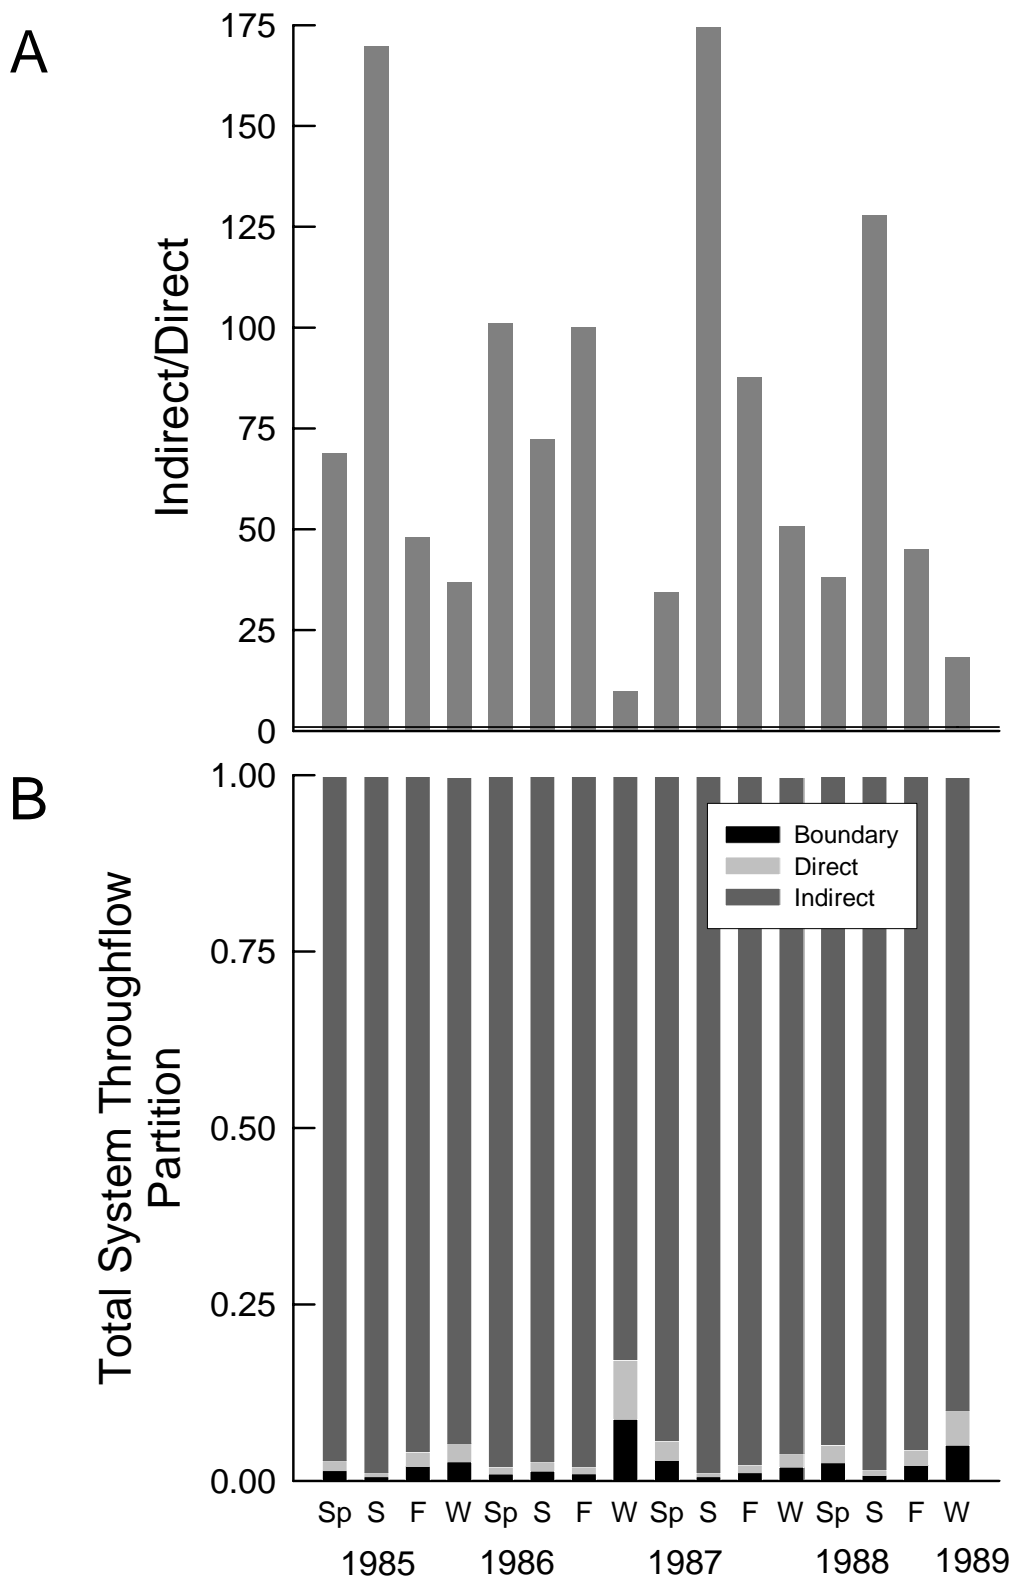 A
175
150
125
100
75
50
25
0
Indirect/Direct
B
1.00
0.75
0.50
0.25
0.00
Total System Throughflow
Partition
Boundary
Direct
Indirect
Sp S F W Sp S F W Sp S F W Sp S F W
1985 1986 1987 1988 1989